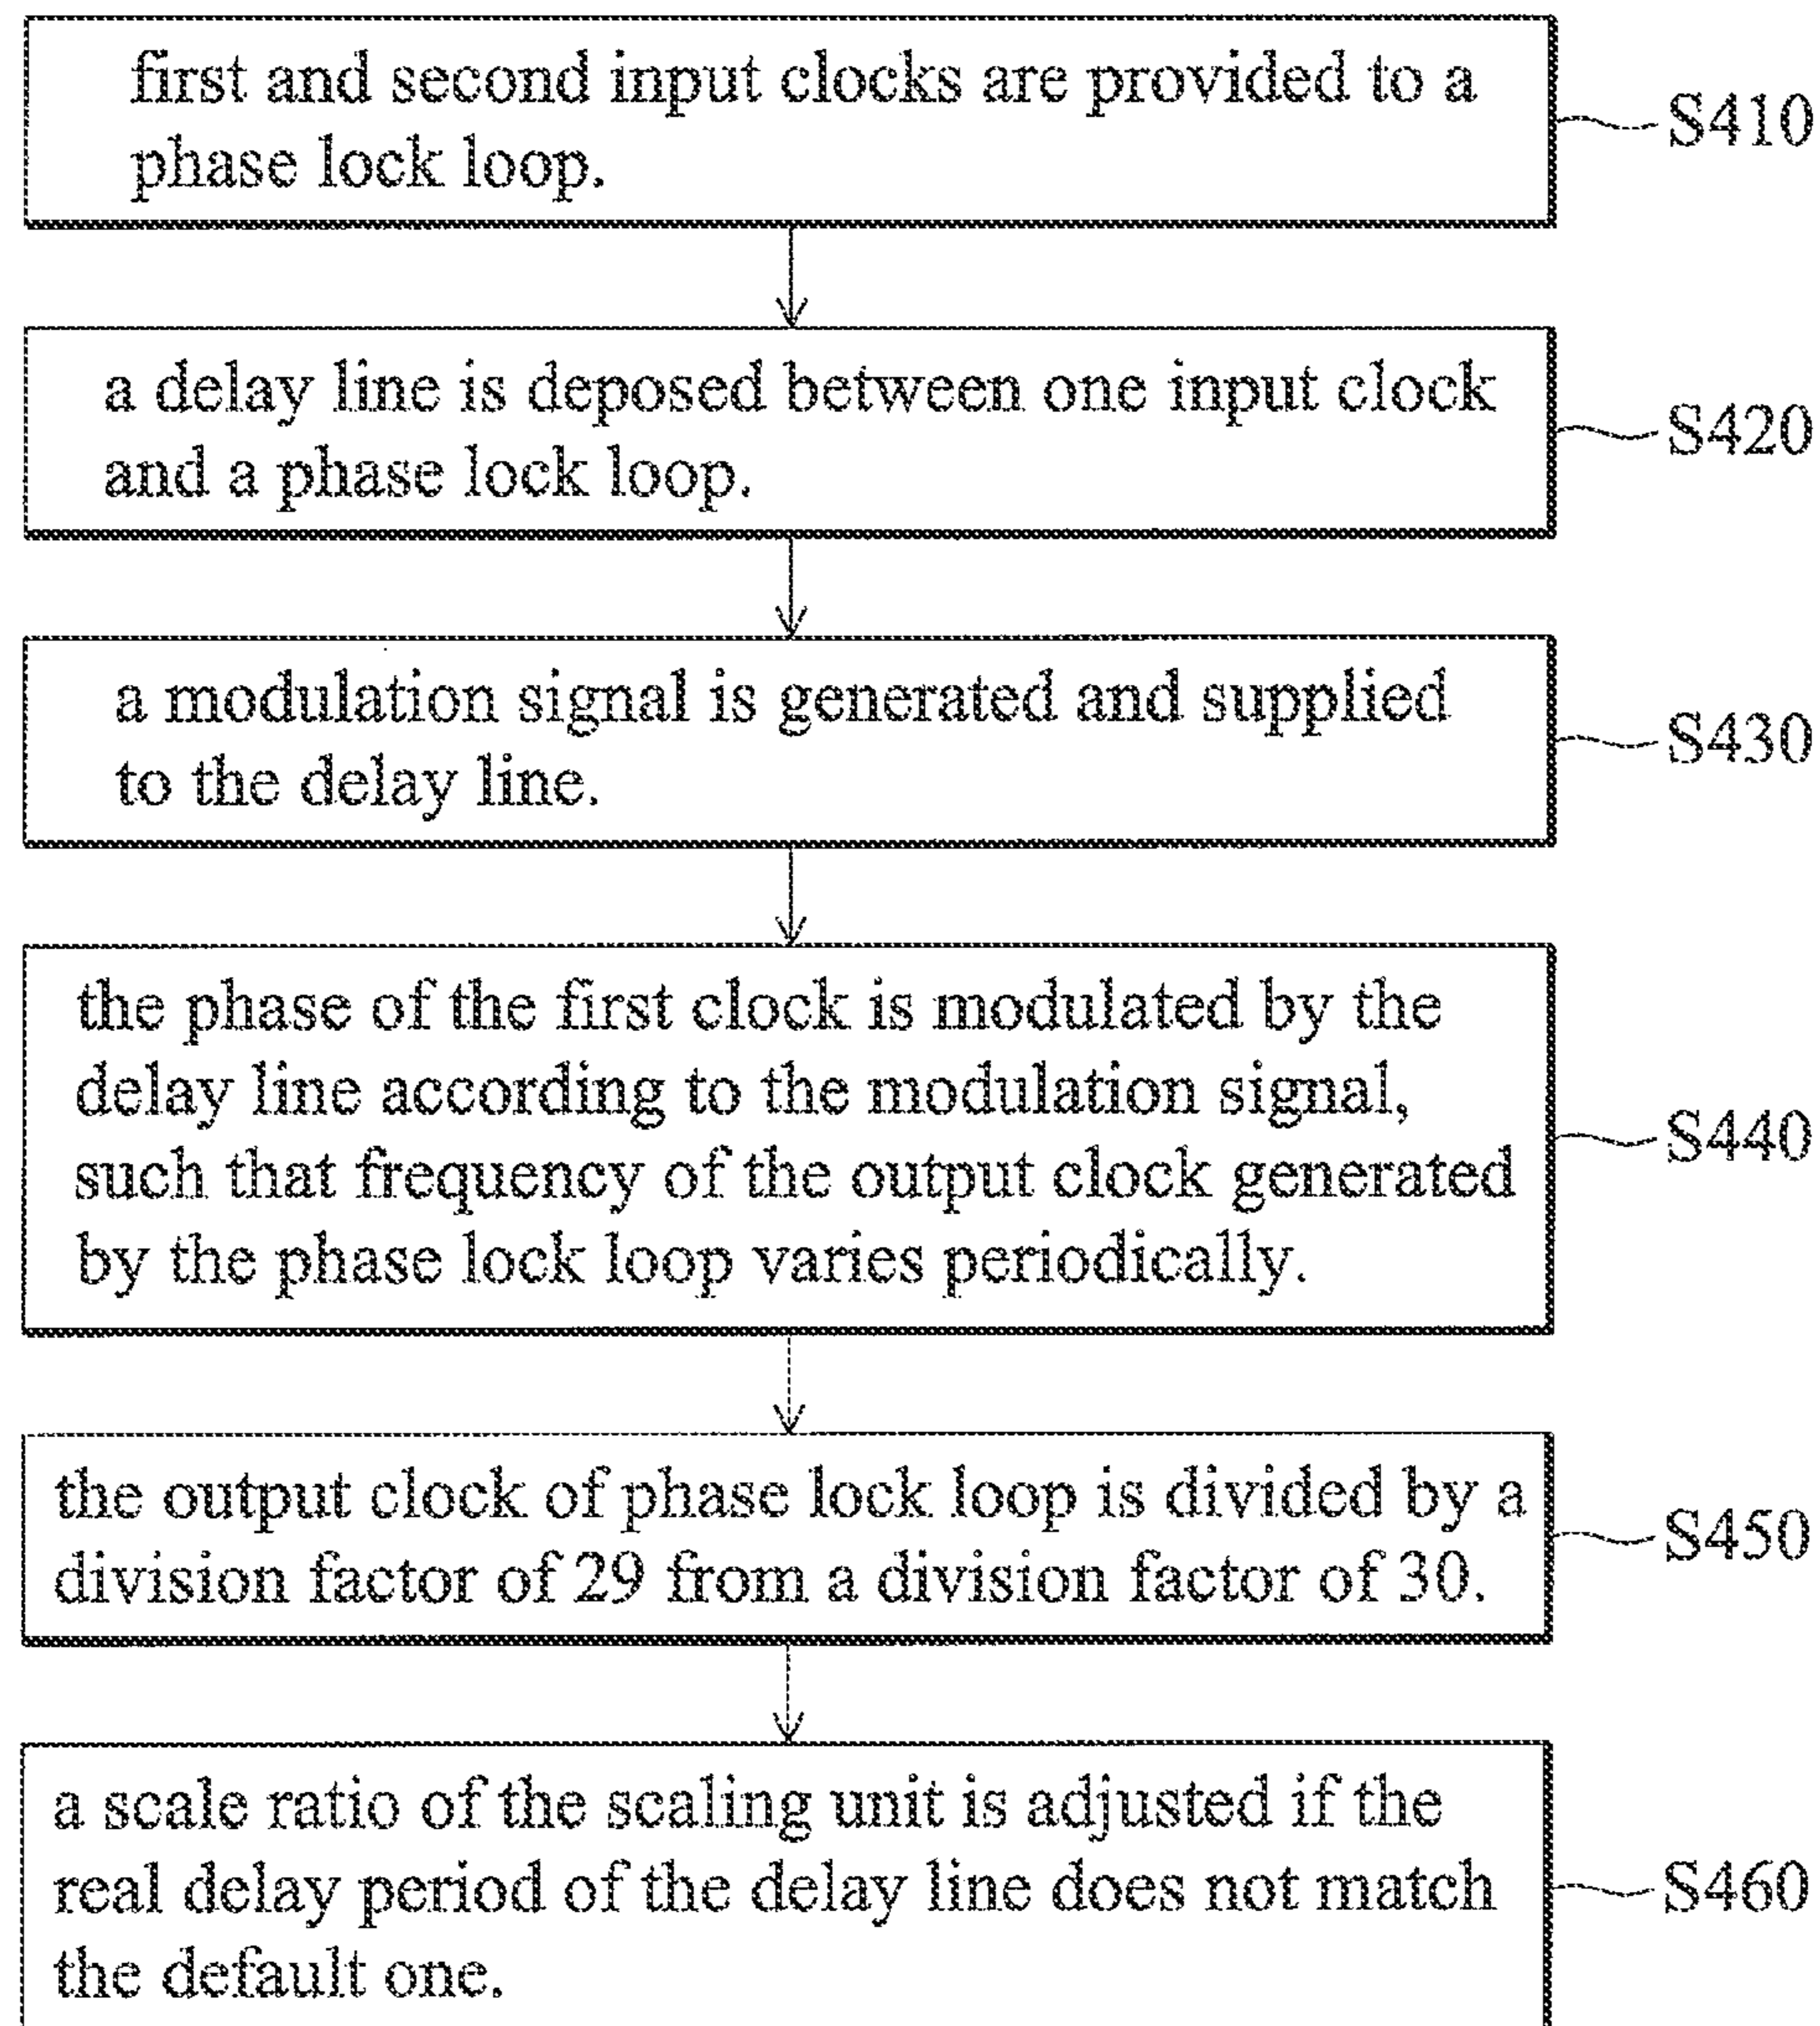 first and second input clocks are provided to a
phase lock loop.
S410
a delay line is deposed between one input clock
and a phase lock loop.
S420
a modulation signal is generated and supplied
to the delay line.
S430
the phase of the first clock is modulated by the
delay line according to the modulation signal,
such that frequency of the output clock generated
by the phase lock loop varies periodically.
S440
the output clock of phase lock loop is divided by a
division factor of 29 from a division factor of 30.
S450
a scale ratio of the scaling unit is adjusted if the
real delay period of the delay line does not match
the default one.
S460